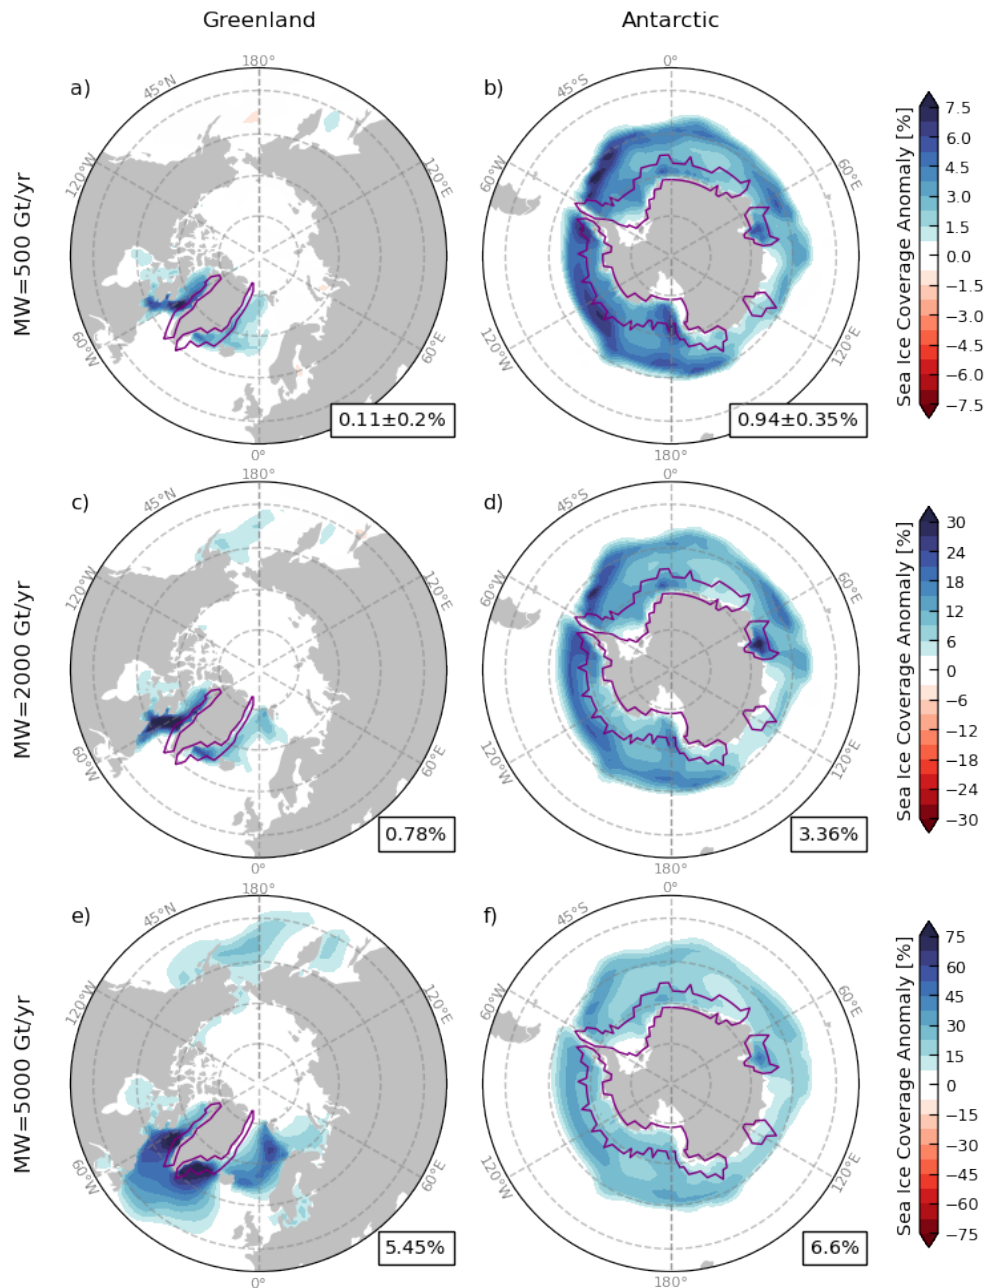 Greenland
Antarctic
MW=500 Gt/yr
a)
180°
45°N
120°W
120°E
60°W
60°E
0°
0.11±0.2%
b)
0°
45°S
60°W
60°E
120°W
120°E
180°
0.94±0.35%
Sea Ice Coverage Anomaly [%]
7.5
6.0
4.5
3.0
1.5
0.0
−1.5
−3.0
−4.5
−6.0
−7.5
MW=2000 Gt/yr
c)
180°
45°N
120°W
120°E
60°W
60°E
0°
0.78%
d)
0°
45°S
60°W
60°E
120°W
120°E
180°
3.36%
Sea Ice Coverage Anomaly [%]
30
24
18
12
6
0
−6
−12
−18
−24
−30
MW=5000 Gt/yr
e)
180°
45°N
120°W
120°E
60°W
60°E
0°
5.45%
f)
0°
45°S
60°W
60°E
120°W
120°E
180°
6.6%
Sea Ice Coverage Anomaly [%]
75
60
45
30
15
0
−15
−30
−45
−60
−75